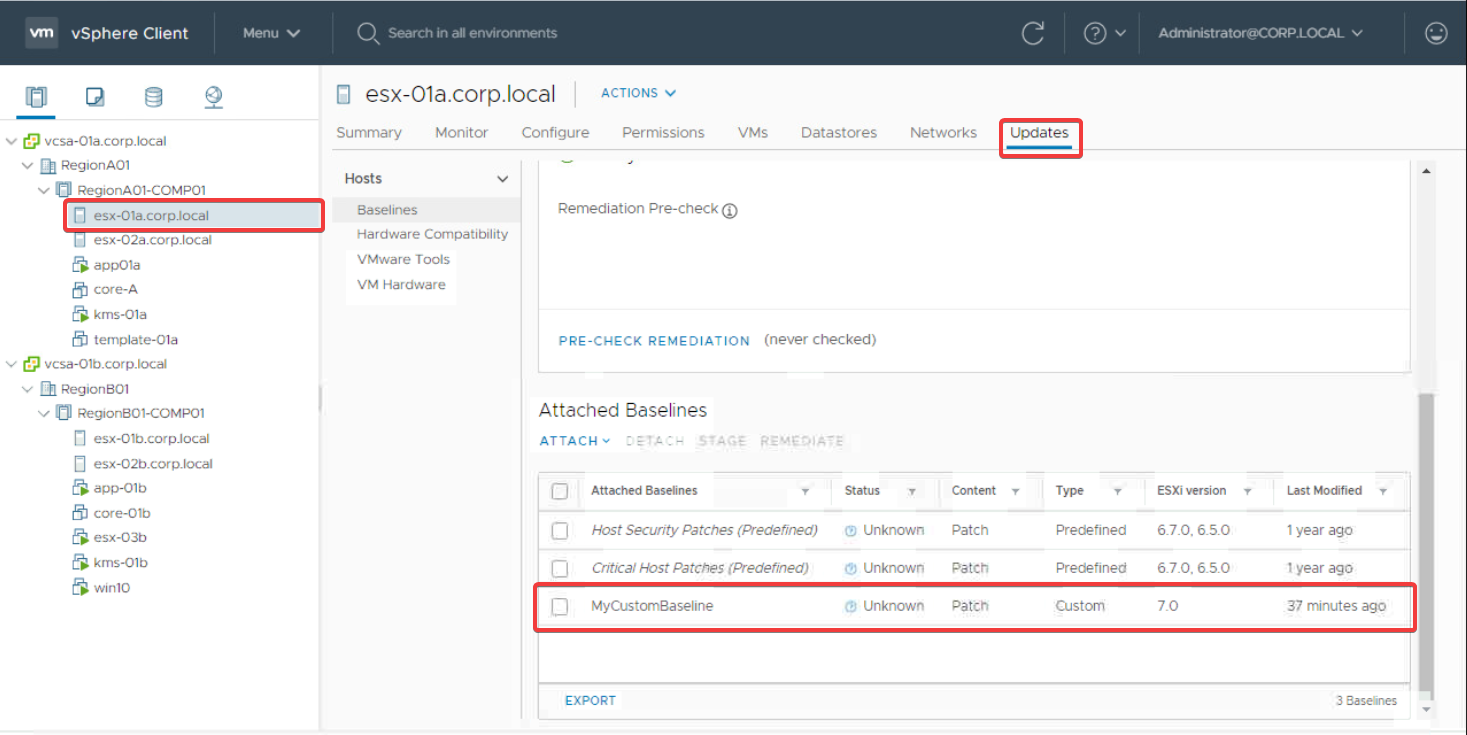 vm vSphere Client Menu Search in all environments Administrator@CORP.LOCAL
vcsa-01a.corp.local
RegionA01
RegionA01-COMP01
esx-01a.corp.local
esx-02a.corp.local
app01a
core-A
kms-01a
template-01a
vcsa-01b.corp.local
RegionB01
RegionB01-COMP01
esx-01b.corp.local
esx-02b.corp.local
app-01b
core-01b
esx-03b
kms-01b
win10
esx-01a.corp.local ACTIONS
Summary Monitor Configure Permissions VMs Datastores Networks Updates
Hosts
Baselines
Hardware Compatibility
VMware Tools
VM Hardware
Remediation Pre-check
PRE-CHECK REMEDIATION (never checked)
Attached Baselines
ATTACH DETACH STAGE REMEDIATE
Attached Baselines Status Content Type ESXi version Last Modified
Host Security Patches (Predefined) Unknown Patch Predefined 6.7.0, 6.5.0 1 year ago
Critical Host Patches (Predefined) Unknown Patch Predefined 6.7.0, 6.5.0 1 year ago
MyCustomBaseline Unknown Patch Custom 7.0 37 minutes ago
EXPORT 3 Baselines